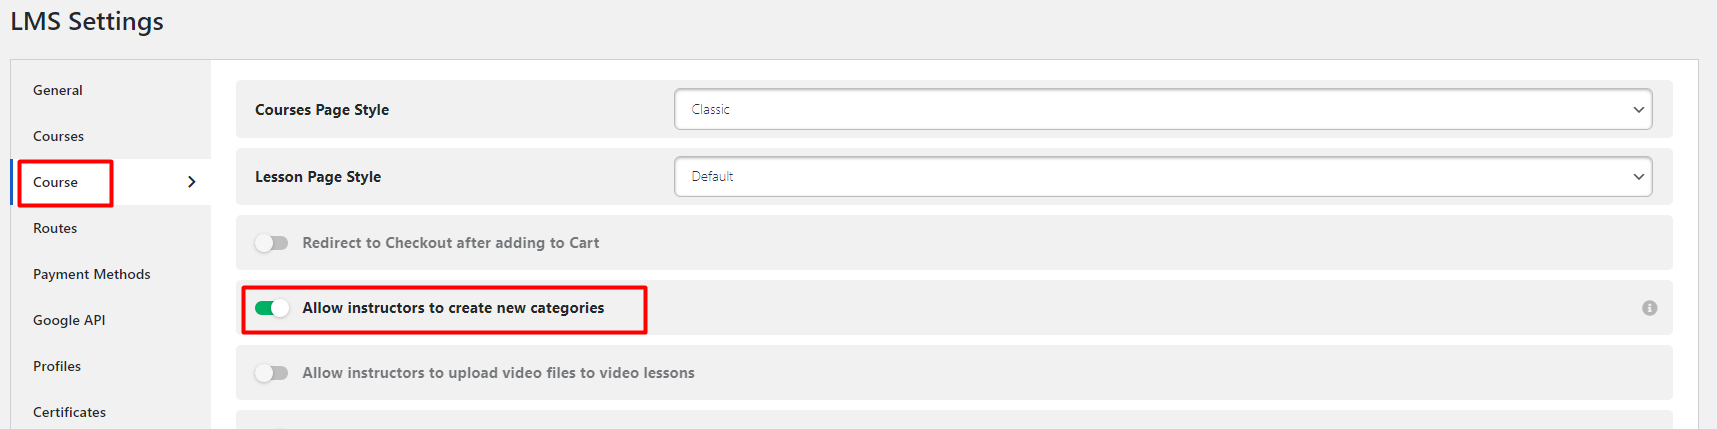 LMS Settings
General
Courses
Course
Routes
Payment Methods
Google API
Profiles
Certificates
Courses Page Style
Classic
Lesson Page Style
Default
Redirect to Checkout after adding to Cart
Allow instructors to create new categories
Allow instructors to upload video files to video lessons